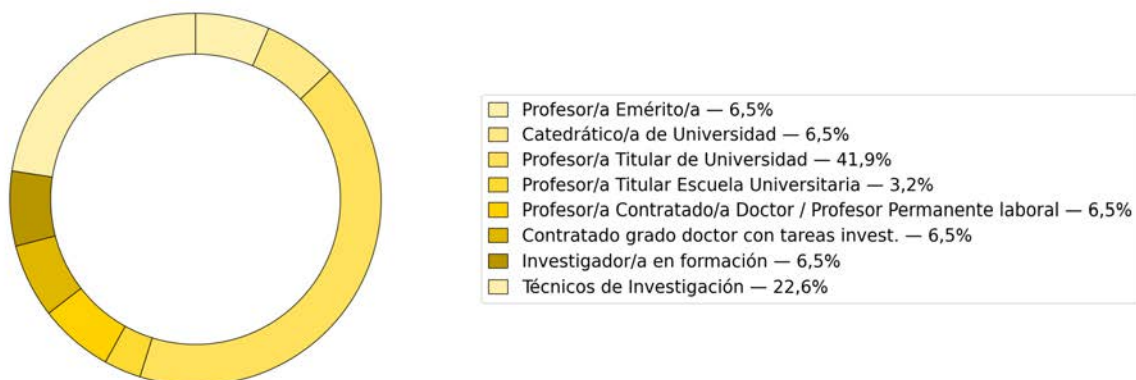 Profesor/a Emérito/a — 6,5%
Catedrático/a de Universidad — 6,5%
Profesor/a Titular de Universidad — 41,9%
Profesor/a Titular Escuela Universitaria — 3,2%
Profesor/a Contratado/a Doctor / Profesor Permanente laboral — 6,5%
Contratado grado doctor con tareas invest. — 6,5%
Investigador/a en formación — 6,5%
Técnicos de Investigación — 22,6%